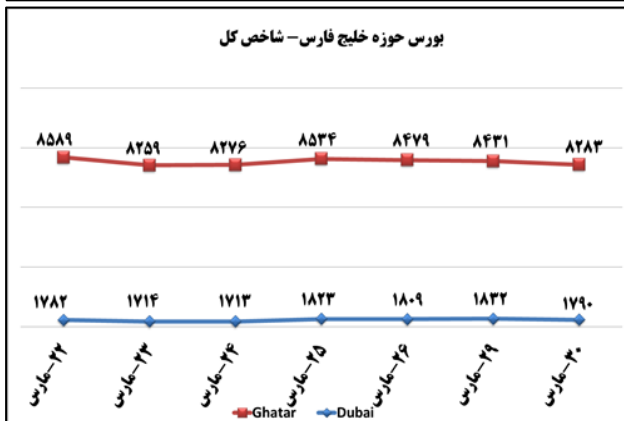 بورس حوزه خلیج فارس– شاخص کل
۸۵۸۹ ۸۲۵۹ ۸۲۷۶ ۸۵۳۴ ۸۴۷۹ ۸۴۳۱ ۸۲۸۳
۱۷۸۲ ۱۷۱۴ ۱۷۱۳ ۱۸۲۳ ۱۸۰۹ ۱۸۳۲ ۱۷۹۰
۲۲-مارس ۲۳-مارس ۲۴-مارس ۲۵-مارس ۲۶-مارس ۲۹-مارس ۳۰-مارس
Ghatar Dubai